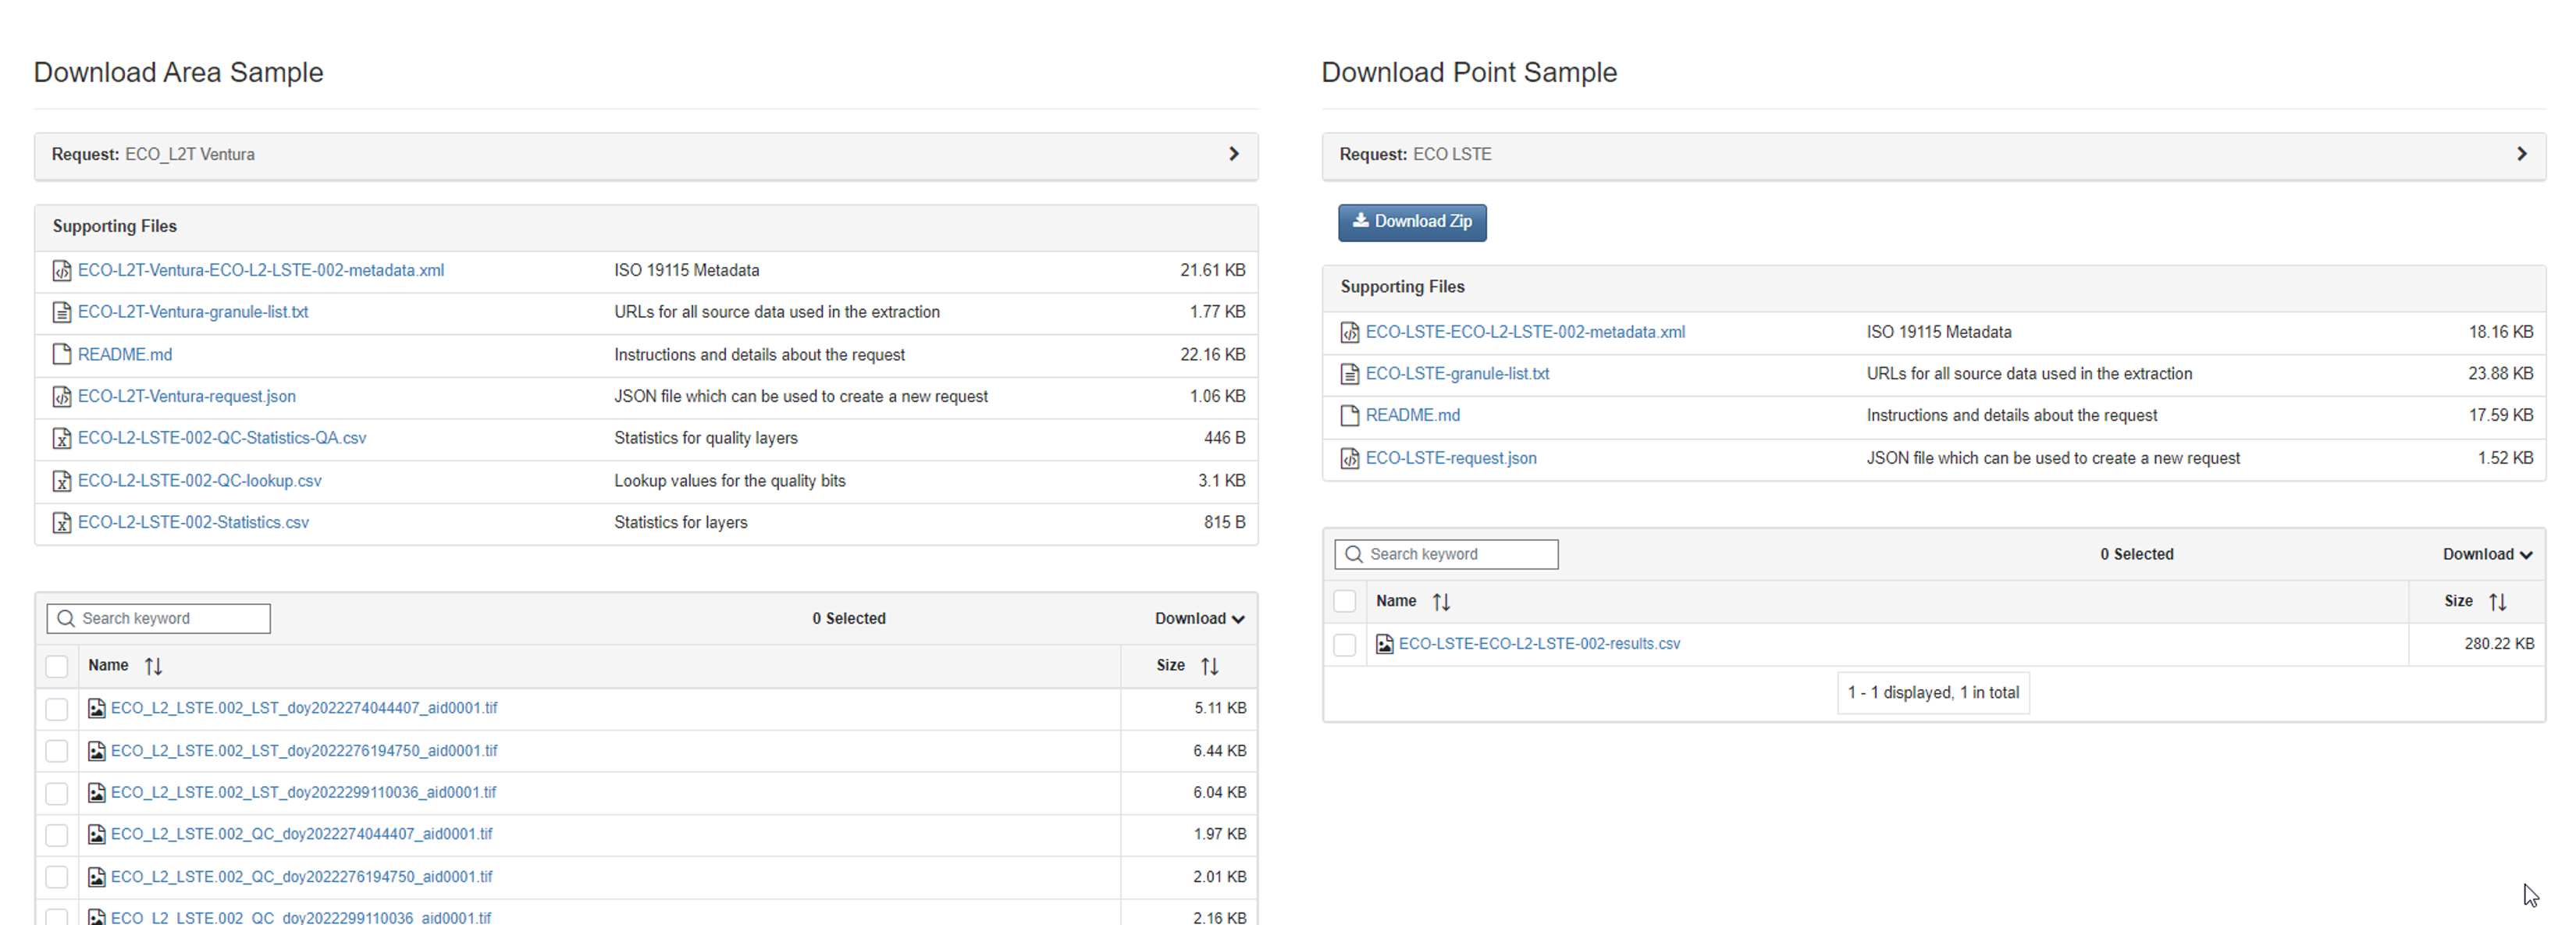 Download Area Sample
Request: ECO_L2T Ventura
Supporting Files
ECO-L2T-Ventura-ECO-L2-LSTE-002-metadata.xml ISO 19115 Metadata 21.61 KB
ECO-L2T-Ventura-granule-list.txt URLs for all source data used in the extraction 1.77 KB
README.md Instructions and details about the request 22.16 KB
ECO-L2T-Ventura-request.json JSON file which can be used to create a new request 1.06 KB
ECO-L2-LSTE-002-QC-Statistics-QA.csv Statistics for quality layers 446 B
ECO-L2-LSTE-002-QC-lookup.csv Lookup values for the quality bits 3.1 KB
ECO-L2-LSTE-002-Statistics.csv Statistics for layers 815 B
Search keyword 0 Selected Download
Name Size
ECO_L2_LSTE.002_LST_doy2022274044407_aid0001.tif 5.11 KB
ECO_L2_LSTE.002_LST_doy2022276194750_aid0001.tif 6.44 KB
ECO_L2_LSTE.002_LST_doy2022299110036_aid0001.tif 6.04 KB
ECO_L2_LSTE.002_QC_doy2022274044407_aid0001.tif 1.97 KB
ECO_L2_LSTE.002_QC_doy2022276194750_aid0001.tif 2.01 KB
ECO_L2_LSTE.002_QC_doy2022299110036_aid0001.tif 2.16 KB
Download Point Sample
Request: ECO LSTE
Download Zip
Supporting Files
ECO-LSTE-ECO-L2-LSTE-002-metadata.xml ISO 19115 Metadata 18.16 KB
ECO-LSTE-granule-list.txt URLs for all source data used in the extraction 23.88 KB
README.md Instructions and details about the request 17.59 KB
ECO-LSTE-request.json JSON file which can be used to create a new request 1.52 KB
Search keyword 0 Selected Download
Name Size
ECO-LSTE-ECO-L2-LSTE-002-results.csv 280.22 KB
1 - 1 displayed, 1 in total